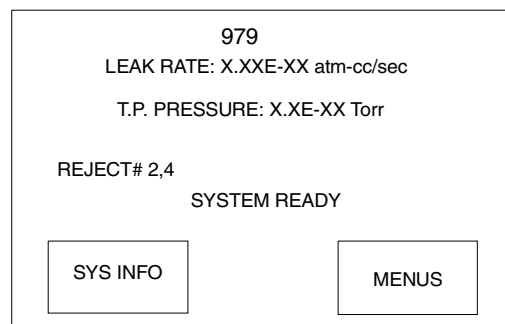 979
LEAK RATE: X.XXE-XX atm-cc/sec
T.P. PRESSURE: X.XE-XX Torr
REJECT# 2,4
SYSTEM READY
SYS INFO
MENUS